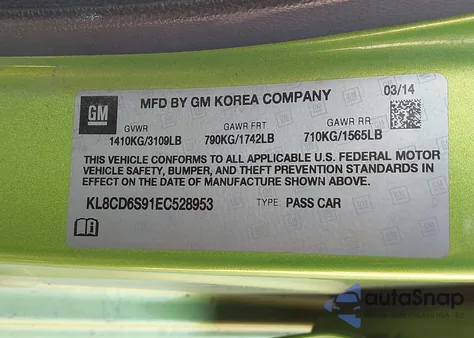 GM
MFD BY GM KOREA COMPANY
03/14
GVWR GAWR FRT GAWR RR
1410KG/3109LB 790KG/1742LB 710KG/1565LB
THIS VEHICLE CONFORMS TO ALL APPLICABLE U.S. FEDERAL MOTOR
VEHICLE SAFETY, BUMPER, AND THEFT PREVENTION STANDARDS IN
EFFECT ON THE DATE OF MANUFACTURE SHOWN ABOVE.
KL8CD6S91EC528953 TYPE: PASS CAR
autoSnap